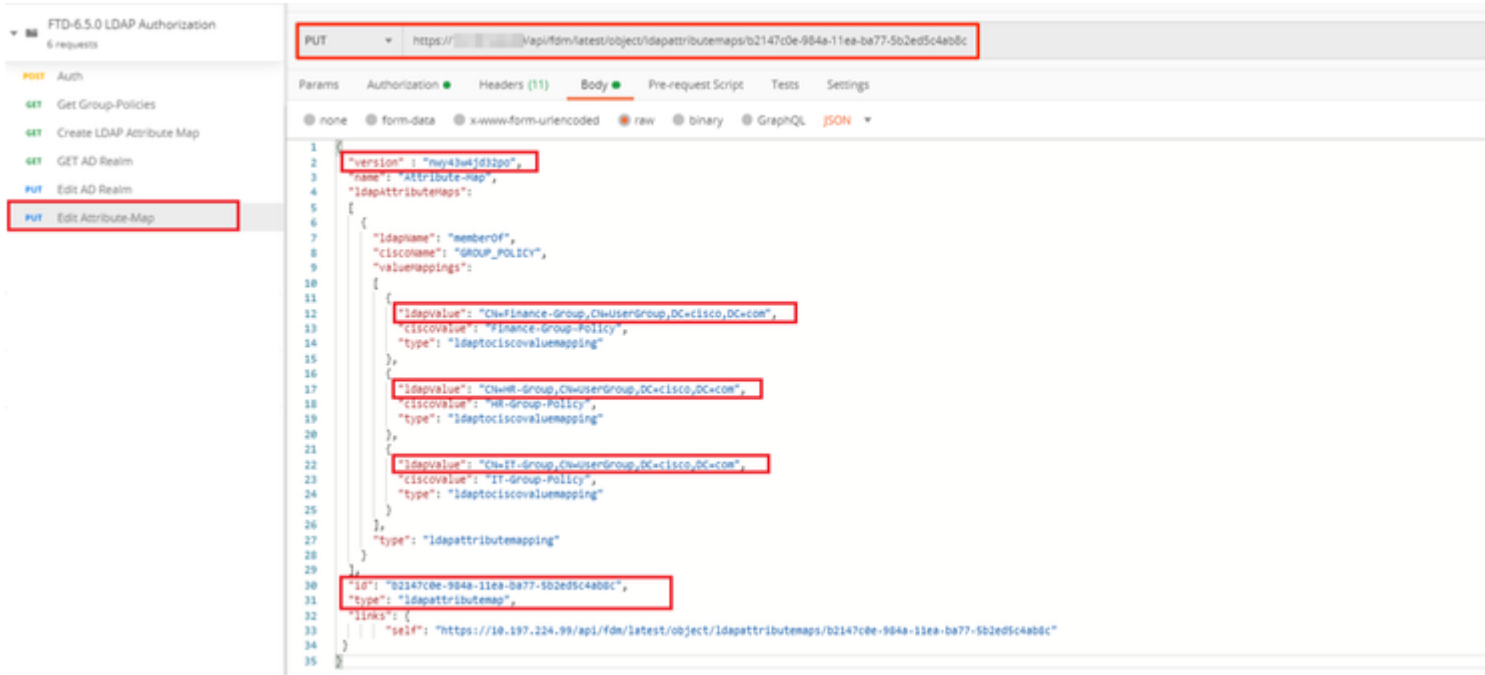 FTD-6.5.0 LDAP Authorization
6 requests
POST Auth
GET Get Group-Policies
GET Create LDAP Attribute Map
GET GET AD Realm
PUT Edit AD Realm
PUT Edit Attribute-Map
PUT https:// /api/fdm/latest/object/ldapattributemaps/b2147c0e-984a-11ea-ba77-5b2ed5c4ab8c
Params Authorization Headers (11) Body Pre-request Script Tests Settings
none form-data x-www-form-urlencoded raw binary GraphQL JSON
1 {
2 "version" : "nwy43w4jd32po",
3 "name": "Attribute-Map",
4 "ldapAttributeMaps":
5 [
6 {
7 "ldapName": "memberOf",
8 "ciscoName": "GROUP_POLICY",
9 "valueMappings":
10 [
11 {
12 "ldapValue": "CN=Finance-Group,CN=UserGroup,DC=cisco,DC=com",
13 "ciscoValue": "Finance-Group-Policy",
14 "type": "ldaptociscovaluemapping"
15 },
16 {
17 "ldapValue": "CN=HR-Group,CN=UserGroup,DC=cisco,DC=com",
18 "ciscoValue": "HR-Group-Policy",
19 "type": "ldaptociscovaluemapping"
20 },
21 {
22 "ldapValue": "CN=IT-Group,CN=UserGroup,DC=cisco,DC=com",
23 "ciscoValue": "IT-Group-Policy",
24 "type": "ldaptociscovaluemapping"
25 }
26 ],
27 "type": "ldapattributemapping"
28 }
29 ],
30 "id": "b2147c0e-984a-11ea-ba77-5b2ed5c4ab8c",
31 "type": "ldapattributemap",
32 "links": {
33 "self": "https://10.197.224.99/api/fdm/latest/object/ldapattributemaps/b2147c0e-984a-11ea-ba77-5b2ed5c4ab8c"
34 }
35 }